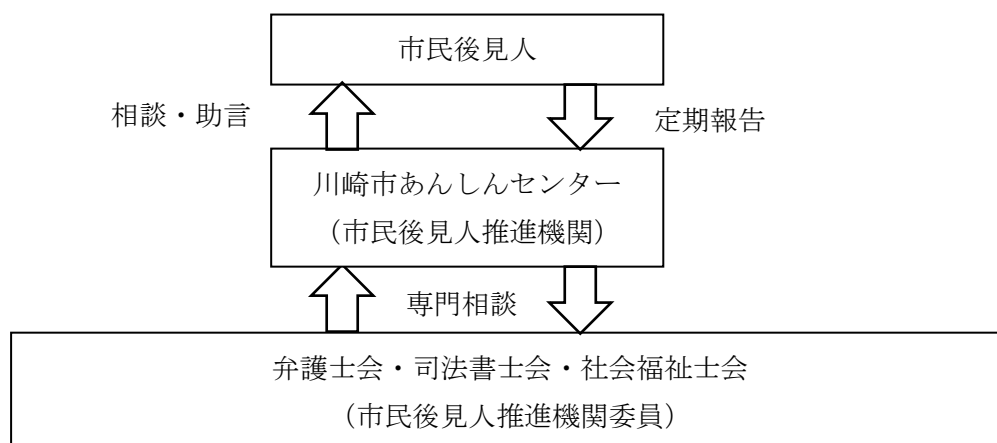 市民後見人
相談・助言
定期報告
川崎市あんしんセンター
（市民後見人推進機関）
専門相談
弁護士会・司法書士会・社会福祉士会
（市民後見人推進機関委員）